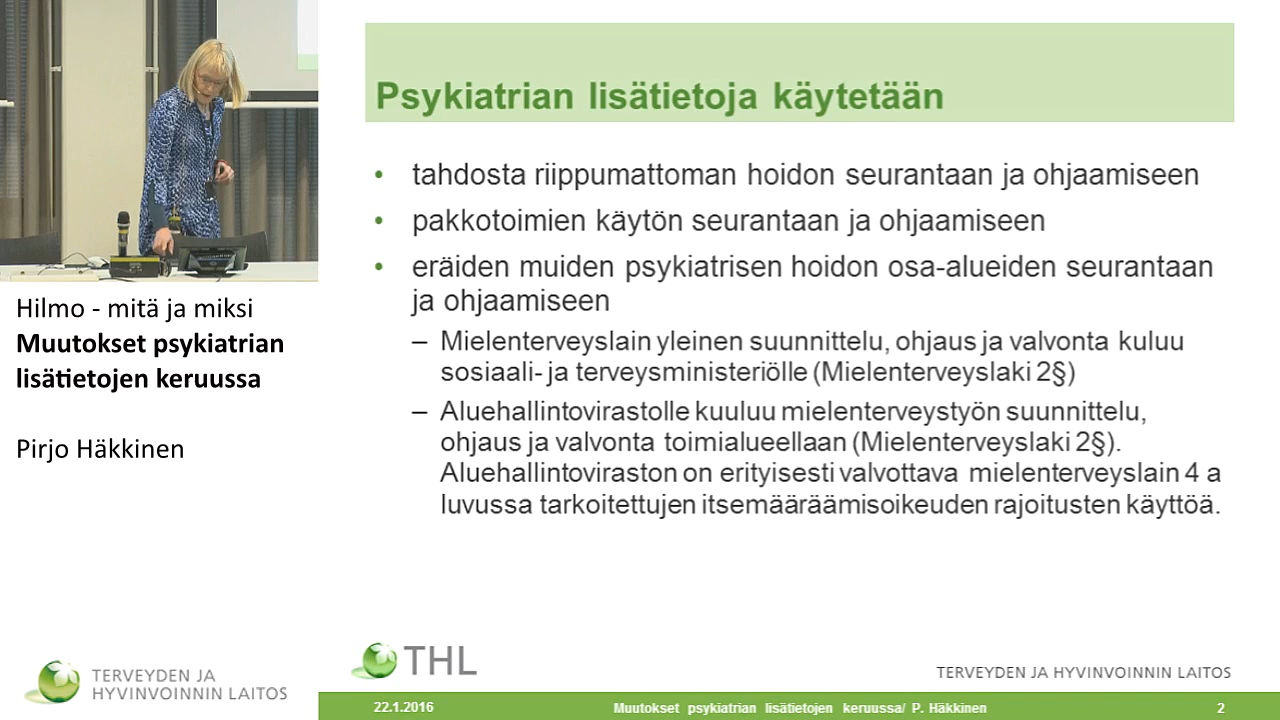 Psykiatrian lisätietoja käytetään
• tahdosta riippumattoman hoidon seurantaan ja ohjaamiseen
• pakkotoimien käytön seurantaan ja ohjaamiseen
• eräiden muiden psykiatrisen hoidon osa-alueiden seurantaan
ja ohjaamiseen
– Mielenterveyslain yleinen suunnittelu, ohjaus ja valvonta kuluu
sosiaali- ja terveysministeriölle (Mielenterveyslaki 2§)
– Aluehallintovirastolle kuuluu mielenterveystyön suunnittelu,
ohjaus ja valvonta toimialueellaan (Mielenterveyslaki 2§).
Aluehallintoviraston on erityisesti valvottava mielenterveyslain 4 a
luvussa tarkoitettujen itsemääräämisoikeuden rajoitusten käyttöä.
Hilmo - mitä ja miksi
Muutokset psykiatrian
lisätietojen keruussa
Pirjo Häkkinen
TERVEYDEN JA
HYVINVOINNIN LAITOS
THL
TERVEYDEN JA HYVINVOINNIN LAITOS
22.1.2016
Muutokset psykiatrian lisätietojen keruussa/ P. Häkkinen
2